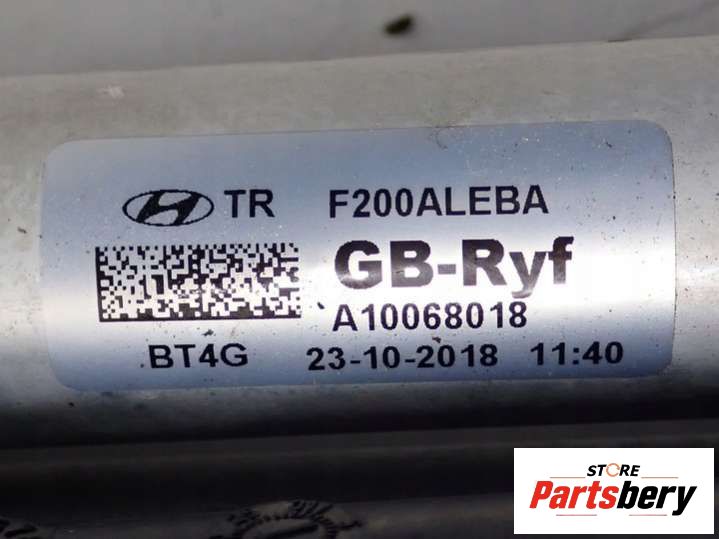 TR F200ALEBA
GB-Ryf
A10068018
BT4G 23-10-2018 11:40
STORE
Partsbery